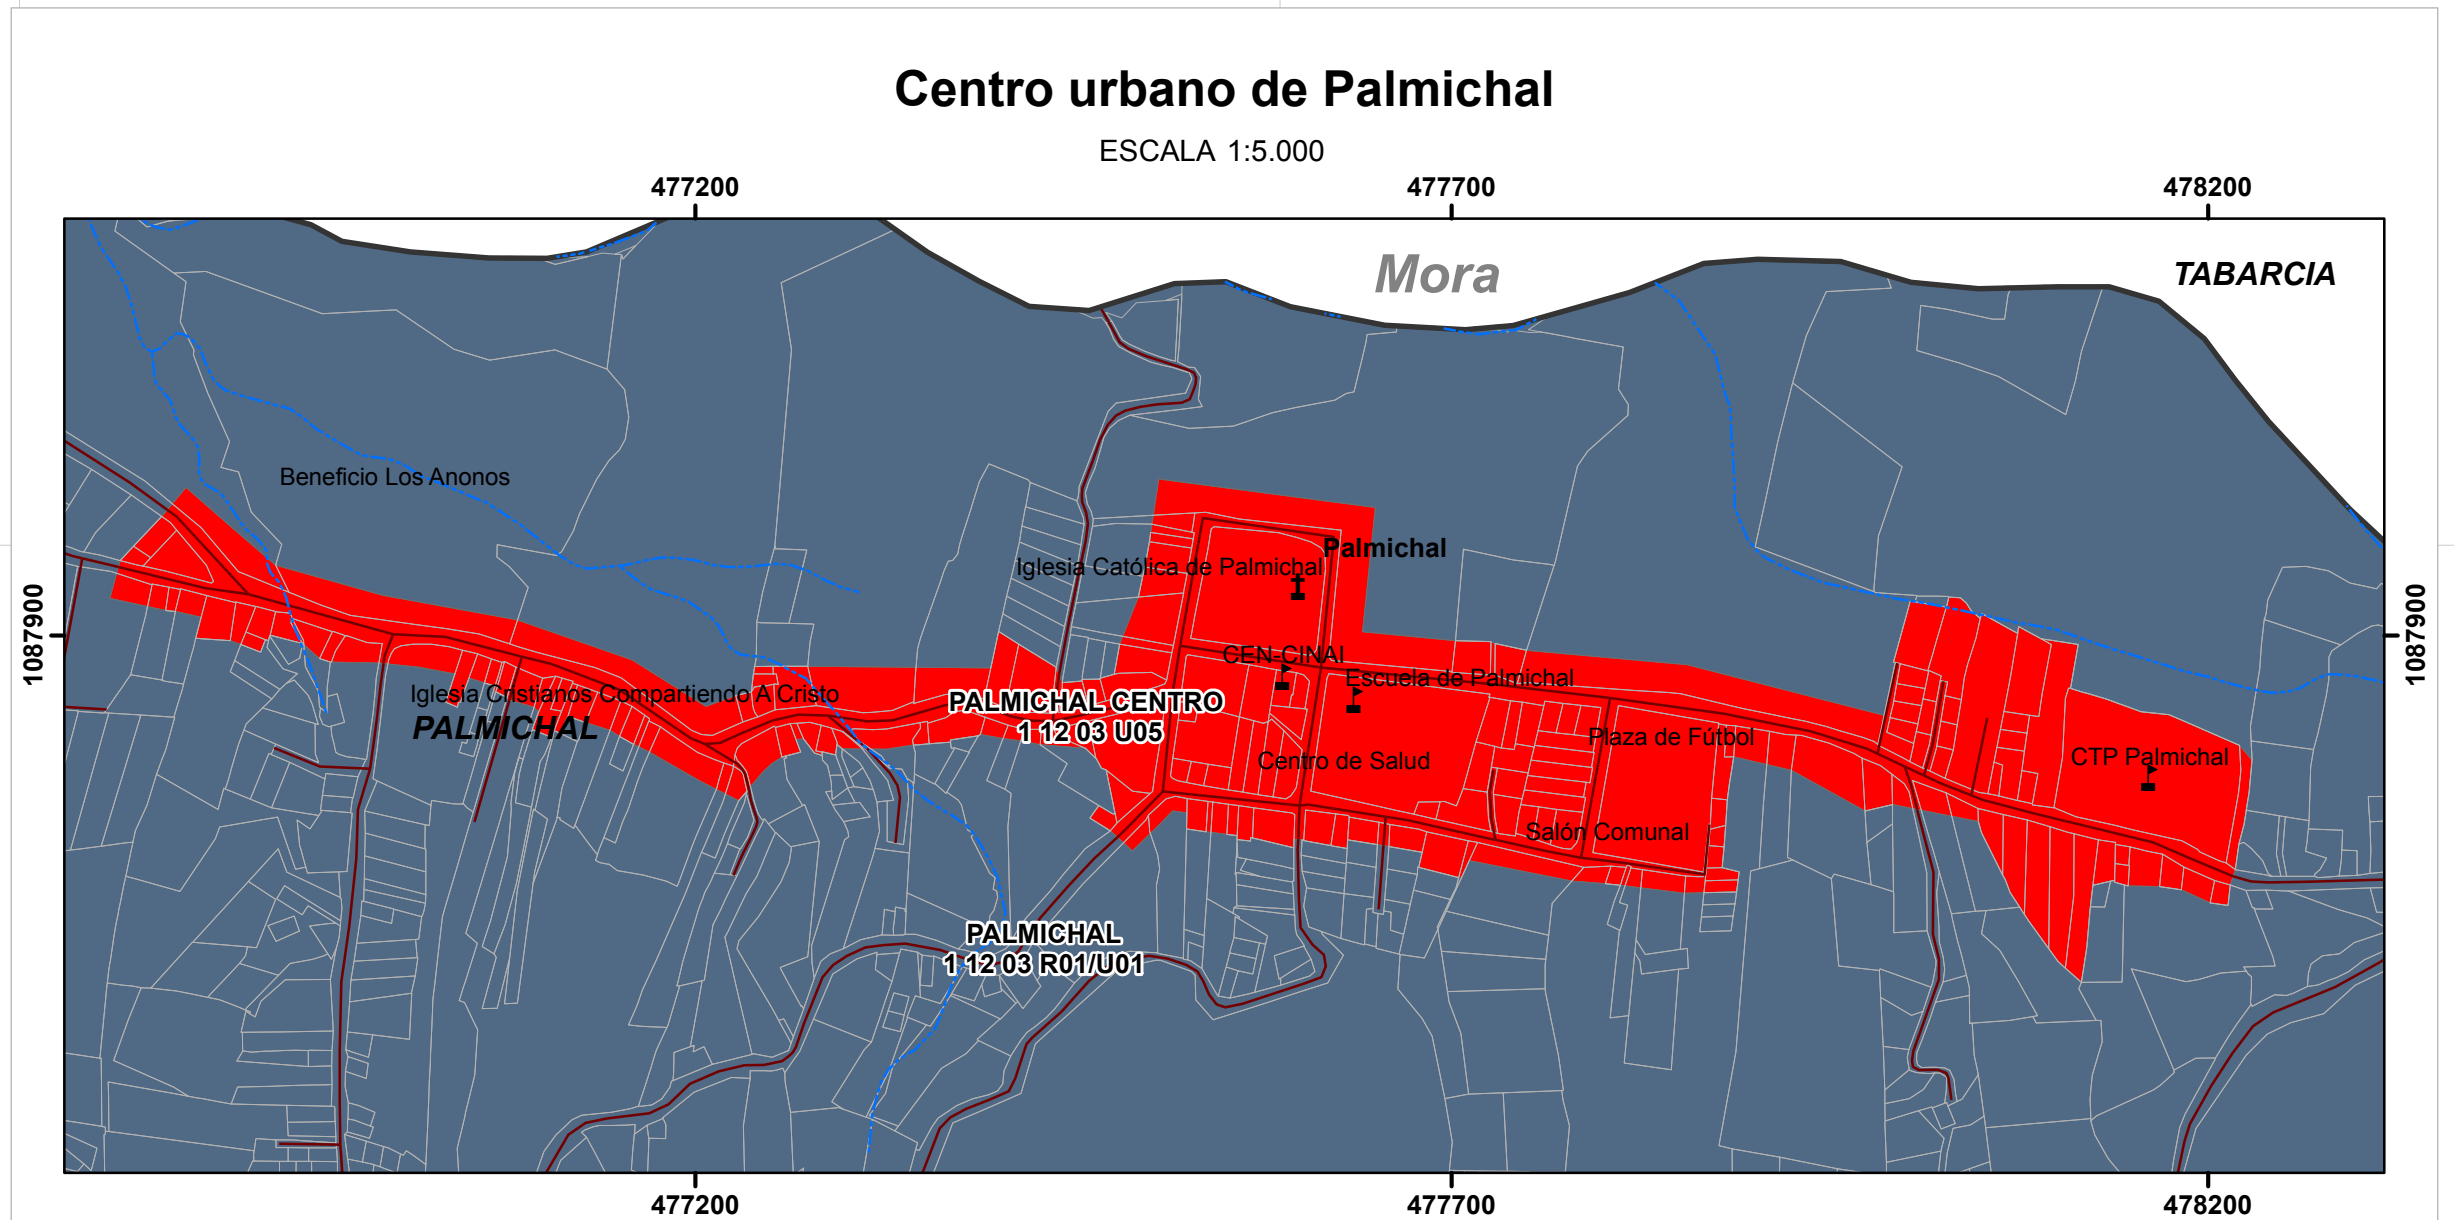 Centro urbano de Palmichal
ESCALA 1:5.000
477200
477700
478200
Mora
TABARCIA
Beneficio Los Anonos
Palmichal
Iglesia Católica de Palmichal
1087900
1087900
CEN-CINAI
Escuela de Palmichal
Iglesia Cristianos Compartiendo A Cristo
PALMICHAL CENTRO
1 12 03 U05
PALMICHAL
Plaza de Fútbol
Centro de Salud
CTP Palmichal
Salón Comunal
PALMICHAL
1 12 03 R01/U01
477200
477700
478200